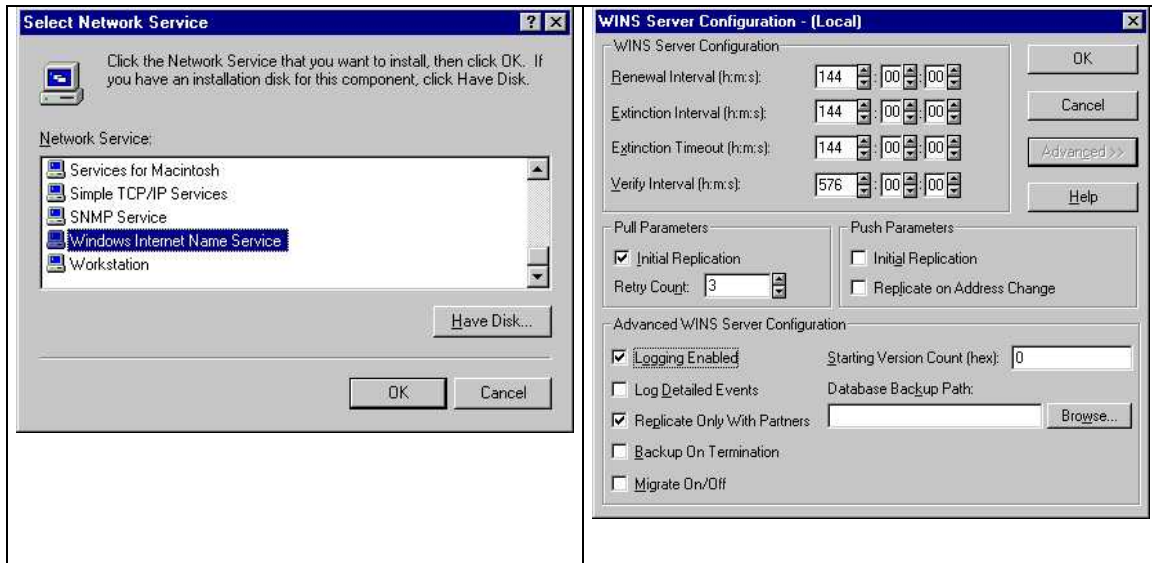 Select Network Service
Click the Network Service that you want to install, then click OK. If
you have an installation disk for this component, click Have Disk.
Network Service:
Services for Macintosh
Simple TCP/IP Services
SNMP Service
Windows Internet Name Service
Workstation
Have Disk...
OK Cancel
WINS Server Configuration - (Local)
WINS Server Configuration
Renewal Interval (h:m:s): 144 : 00 : 00
Extinction Interval (h:m:s): 144 : 00 : 00
Extinction Timeout (h:m:s): 144 : 00 : 00
Verify Interval (h:m:s): 576 : 00 : 00
OK
Cancel
Advanced >>
Help
Pull Parameters
Initial Replication
Retry Count: 3
Push Parameters
Initial Replication
Replicate on Address Change
Advanced WINS Server Configuration
Logging Enabled
Log Detailed Events
Replicate Only With Partners
Backup On Termination
Migrate On/Off
Starting Version Count (hex): 0
Database Backup Path:
Browse...